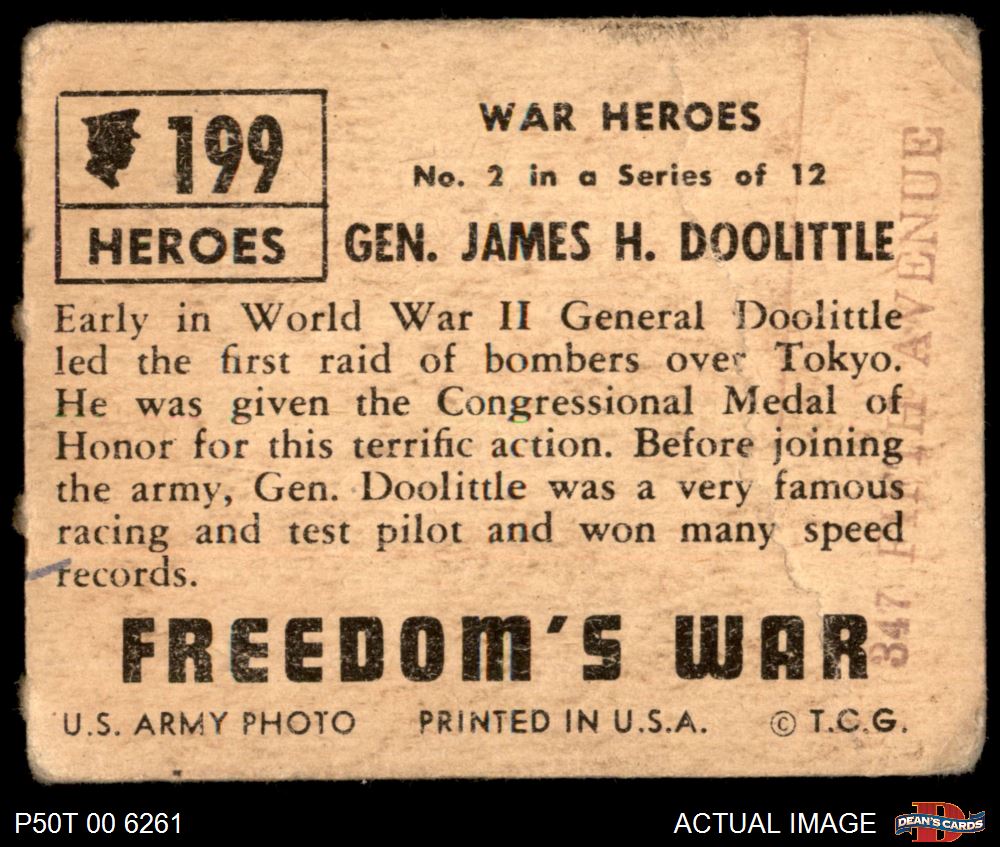 199
HEROES
WAR HEROES
No. 2 in a Series of 12
GEN. JAMES H. DOOLITTLE
Early in World War II General Doolittle
led the first raid of bombers over Tokyo.
He was given the Congressional Medal of
Honor for this terrific action. Before joining
the army, Gen. Doolittle was a very famous
racing and test pilot and won many speed
records.
FREEDOM'S WAR
U.S. ARMY PHOTO PRINTED IN U.S.A. © T.C.G.
347 FIFTH AVENUE
P50T 00 6261
ACTUAL IMAGE
DEAN'S CARDS